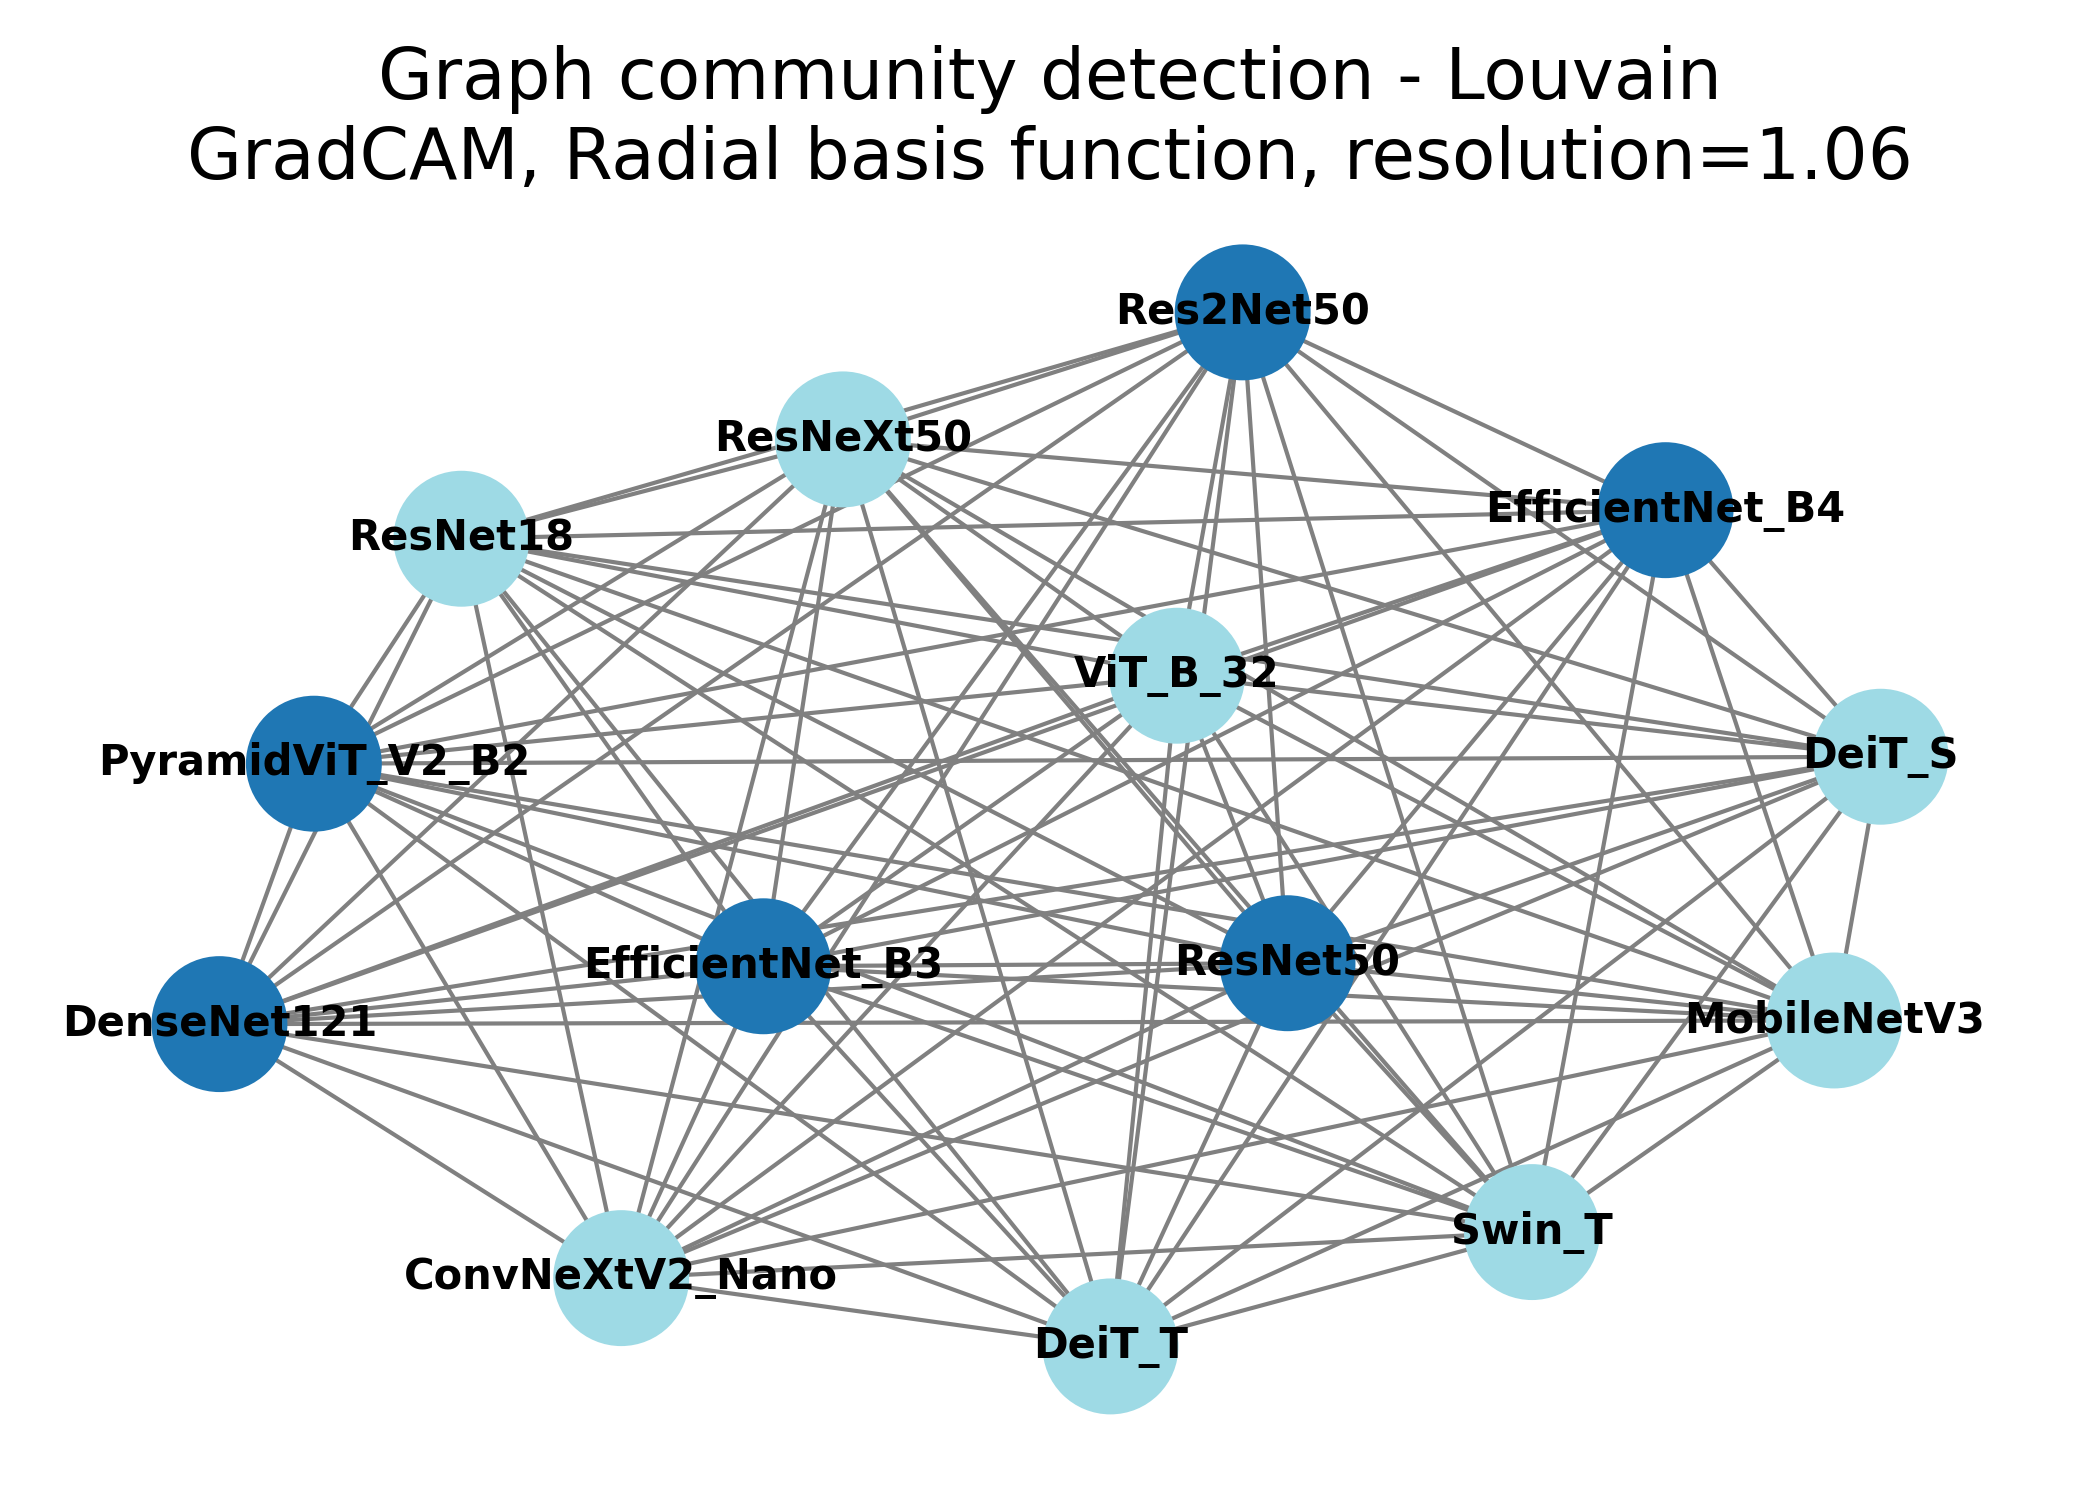 Graph community detection - Louvain
GradCAM, Radial basis function, resolution=1.06
Res2Net50
ResNeXt50
EfficientNet_B4
ResNet18
ViT_B_32
DeiT_S
PyramidViT_V2_B2
EfficientNet_B3
ResNet50
DenseNet121
MobileNetV3
Swin_T
ConvNeXtV2_Nano
DeiT_T